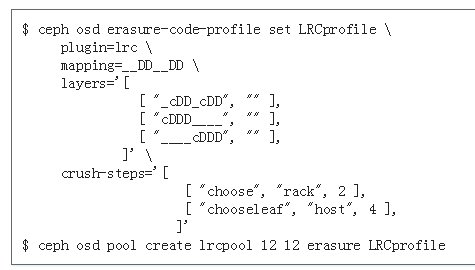 $ ceph osd erasure-code-profile set LRCprofile \
plugin=lrc \
mapping=__DD__DD \
layers='[
[ "_cDD_cDD", "" ],
[ "cDDD____", "" ],
[ "____cDDD", "" ],
]' \
crush-steps='[
[ "choose", "rack", 2 ],
[ "chooseleaf", "host", 4 ],
]'
$ ceph osd pool create lrcpool 12 12 erasure LRCprofile